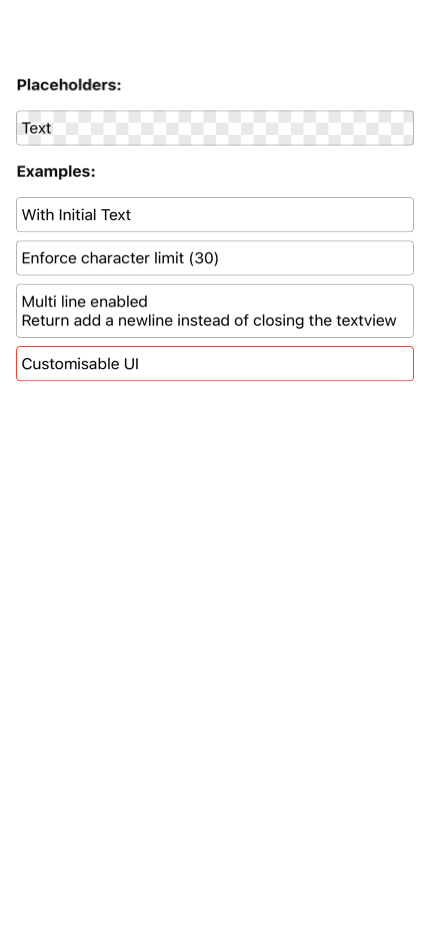 Placeholders:
Text
Examples:
With Initial Text
Enforce character limit (30)
Multi line enabled
Return add a newline instead of closing the textview
Customisable UI